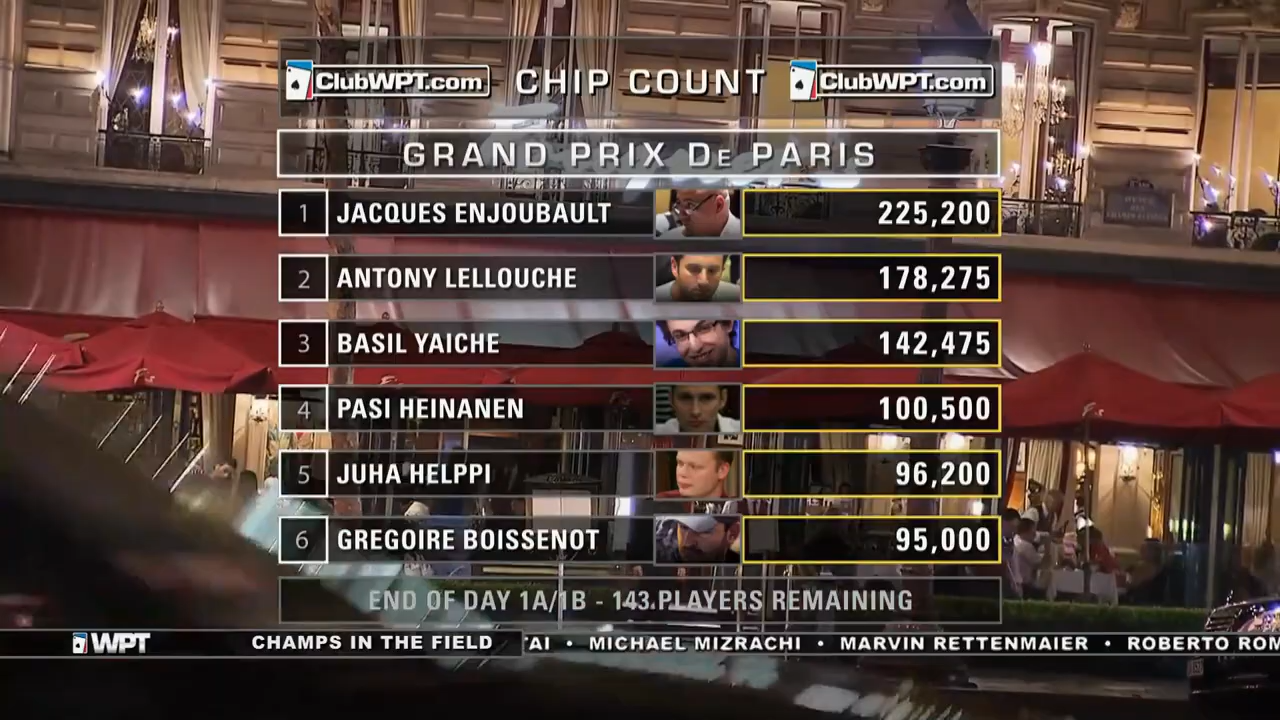 ClubWPT.com CHIP COUNT ClubWPT.com
GRAND PRIX DE PARIS
1 JACQUES ENJOUBAULT 225,200
2 ANTONY LELLOUCHE 178,275
3 BASIL YAICHE 142,475
4 PASI HEINANEN 100,500
5 JUHA HELPPI 96,200
6 GREGOIRE BOISSENOT 95,000
END OF DAY 1A/1B - 143 PLAYERS REMAINING
WPT CHAMPS IN THE FIELD TAI • MICHAEL MIZRACHI • MARVIN RETTENMAIER • ROBERTO ROM